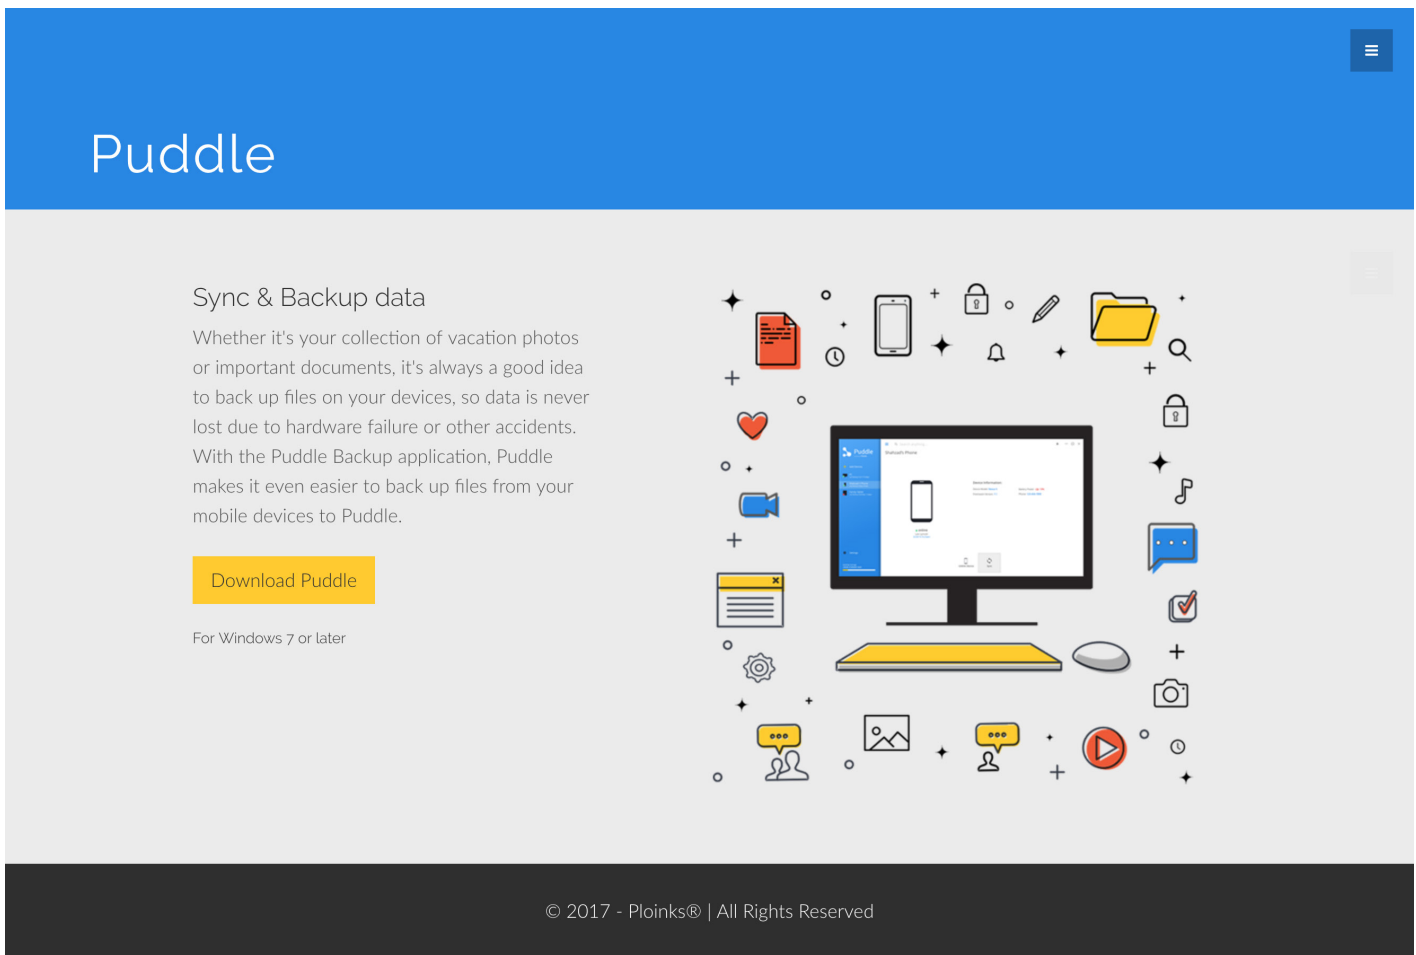 Puddle
Sync & Backup data
Whether it's your collection of vacation photos
or important documents, it's always a good idea
to back up files on your devices, so data is never
lost due to hardware failure or other accidents.
With the Puddle Backup application, Puddle
makes it even easier to back up files from your
mobile devices to Puddle.
Download Puddle
For Windows 7 or later
Puddle
© 2017 - Ploinks® | All Rights Reserved